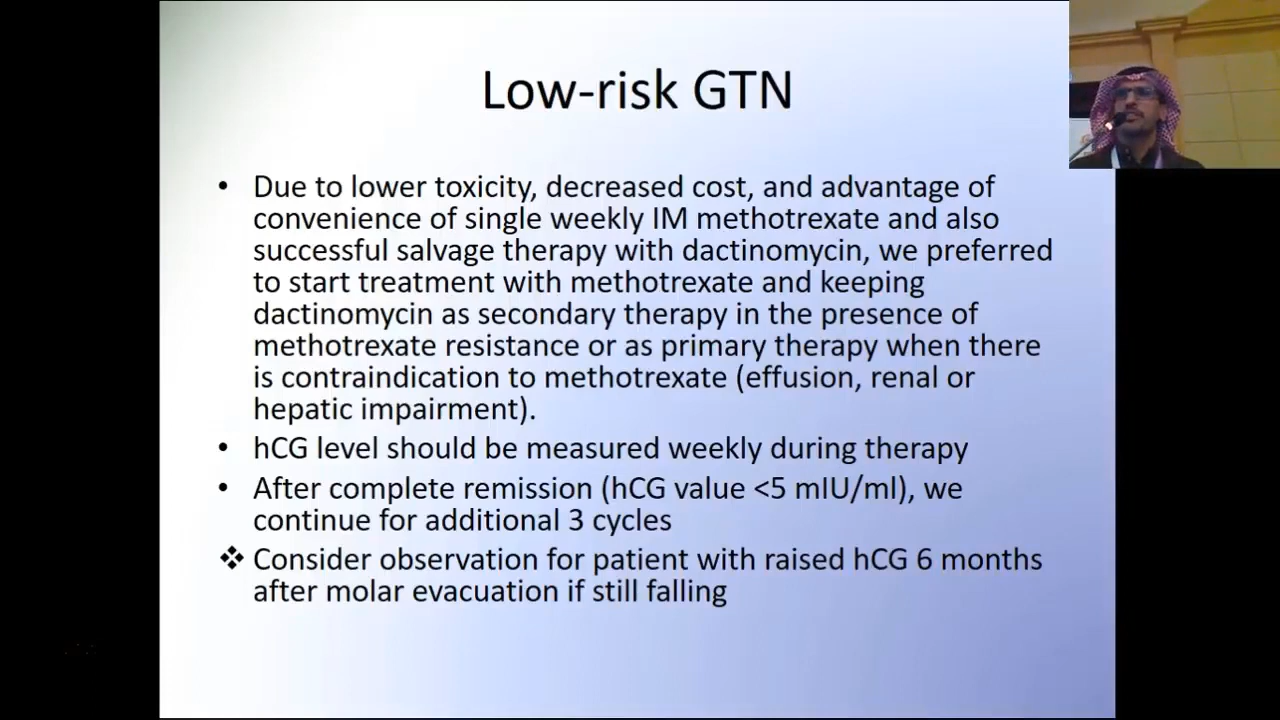 Low-risk GTN
• Due to lower toxicity, decreased cost, and advantage of
convenience of single weekly IM methotrexate and also
successful salvage therapy with dactinomycin, we preferred
to start treatment with methotrexate and keeping
dactinomycin as secondary therapy in the presence of
methotrexate resistance or as primary therapy when there
is contraindication to methotrexate (effusion, renal or
hepatic impairment).
• hCG level should be measured weekly during therapy
• After complete remission (hCG value <5 mIU/ml), we
continue for additional 3 cycles
❖ Consider observation for patient with raised hCG 6 months
after molar evacuation if still falling